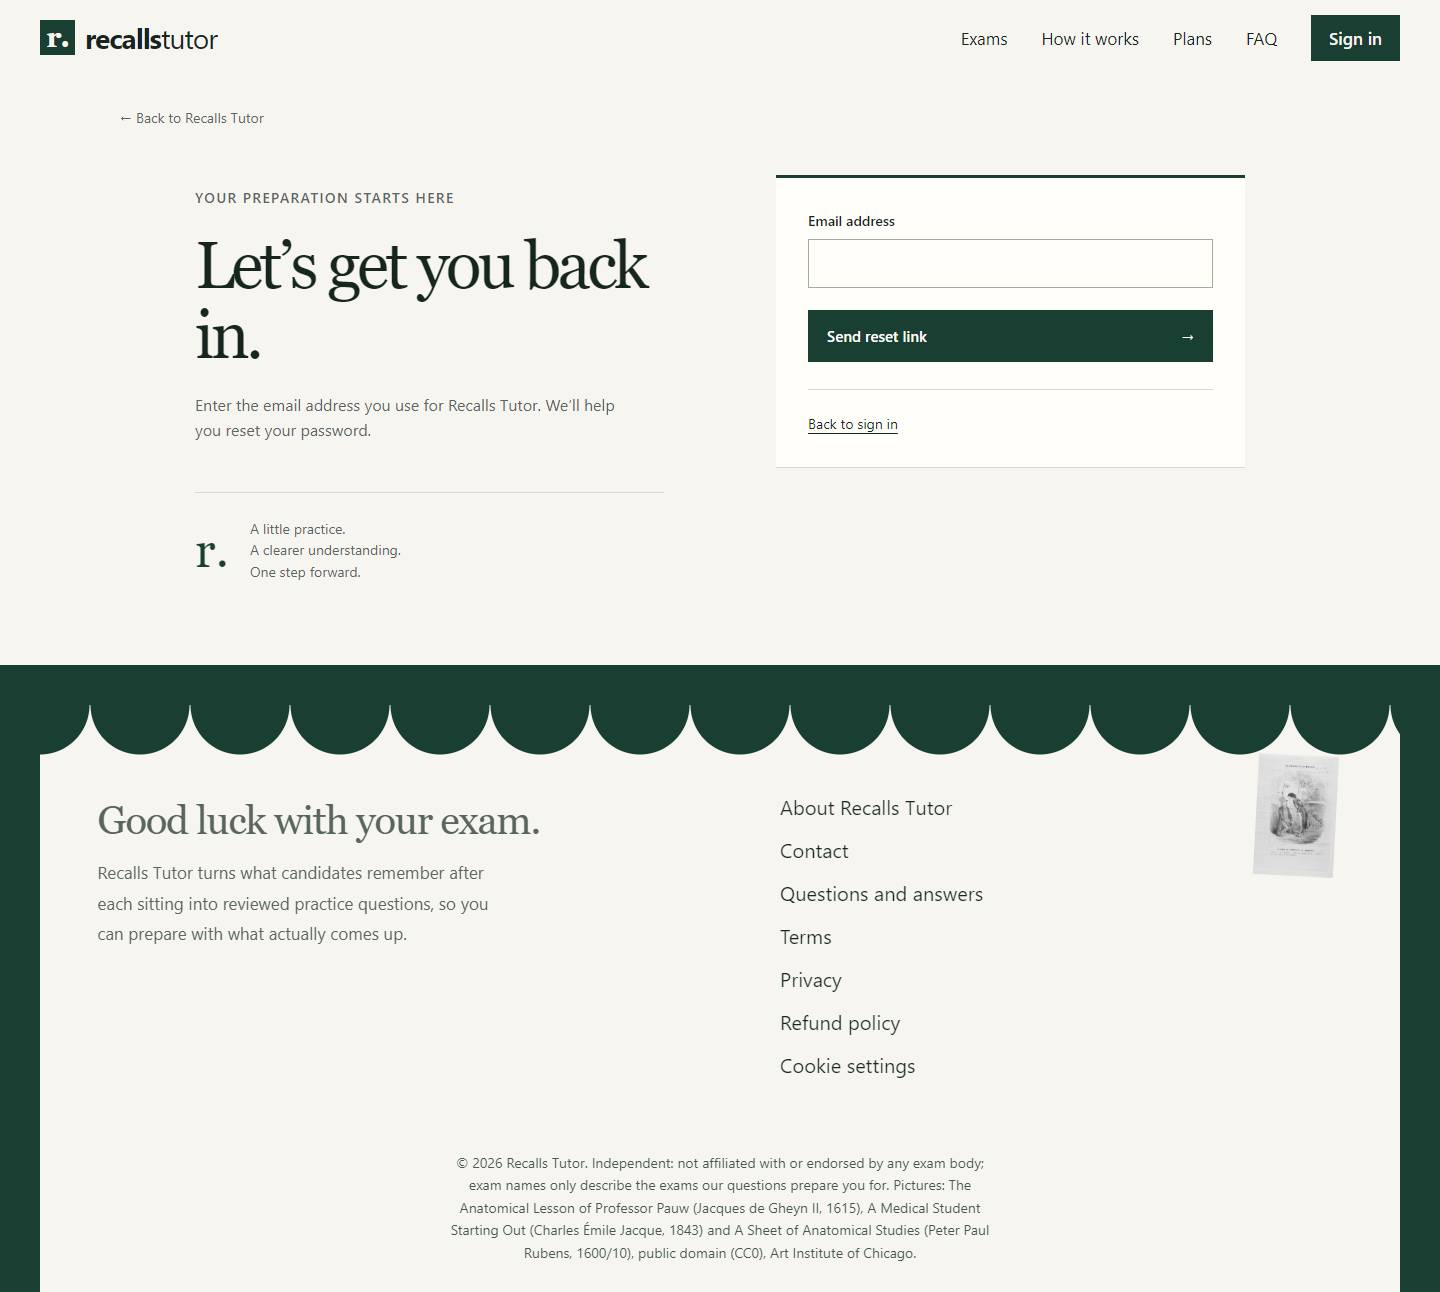 r. recallstutor
Exams How it works Plans FAQ Sign in
← Back to Recalls Tutor
YOUR PREPARATION STARTS HERE
Let’s get you back
in.
Enter the email address you use for Recalls Tutor. We’ll help
you reset your password.
r.
A little practice.
A clearer understanding.
One step forward.
Email address
Send reset link →
Back to sign in
Good luck with your exam.
Recalls Tutor turns what candidates remember after
each sitting into reviewed practice questions, so you
can prepare with what actually comes up.
About Recalls Tutor
Contact
Questions and answers
Terms
Privacy
Refund policy
Cookie settings
© 2026 Recalls Tutor. Independent: not affiliated with or endorsed by any exam body;
exam names only describe the exams our questions prepare you for. Pictures: The
Anatomical Lesson of Professor Pauw (Jacques de Gheyn II, 1615), A Medical Student
Starting Out (Charles Émile Jacque, 1843) and A Sheet of Anatomical Studies (Peter Paul
Rubens, 1600/10), public domain (CC0), Art Institute of Chicago.